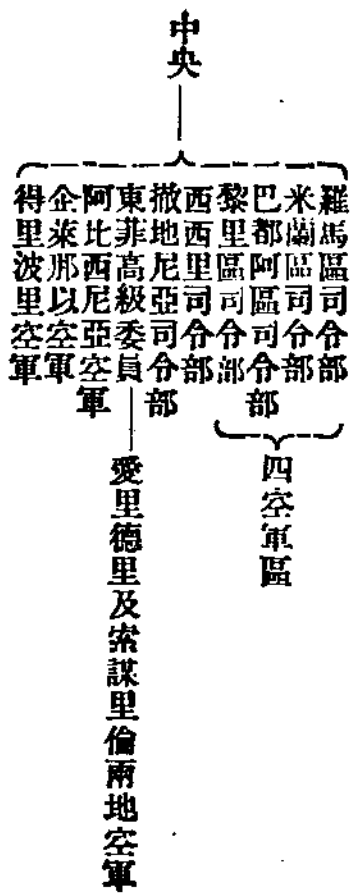 中央
羅馬區司令部
米蘭區司令部
巴都阿區司令部
黎里區司令部
四空軍區
西西里司令部
撤地尼亞司令部
東菲高級委員
愛里德里及索謀里倫兩地空軍
阿比西尼亞空軍
企萊那以空軍
得里波里空軍